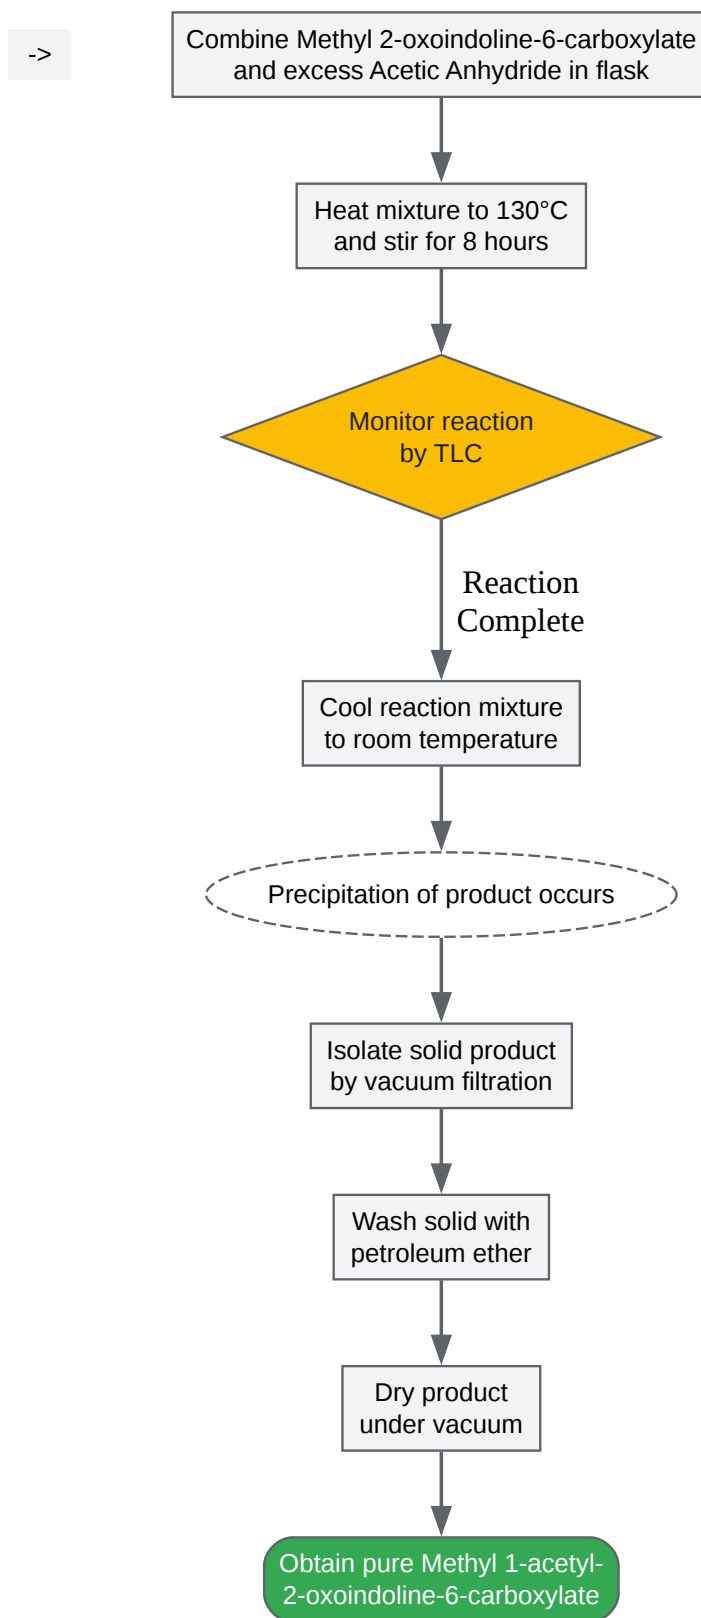 ->
Combine Methyl 2-oxoindoline-6-carboxylate
and excess Acetic Anhydride in flask
Heat mixture to 130°C
and stir for 8 hours
Monitor reaction
by TLC
Reaction
Complete
Cool reaction mixture
to room temperature
Precipitation of product occurs
Isolate solid product
by vacuum filtration
Wash solid with
petroleum ether
Dry product
under vacuum
Obtain pure Methyl 1-acetyl-
2-oxoindoline-6-carboxylate